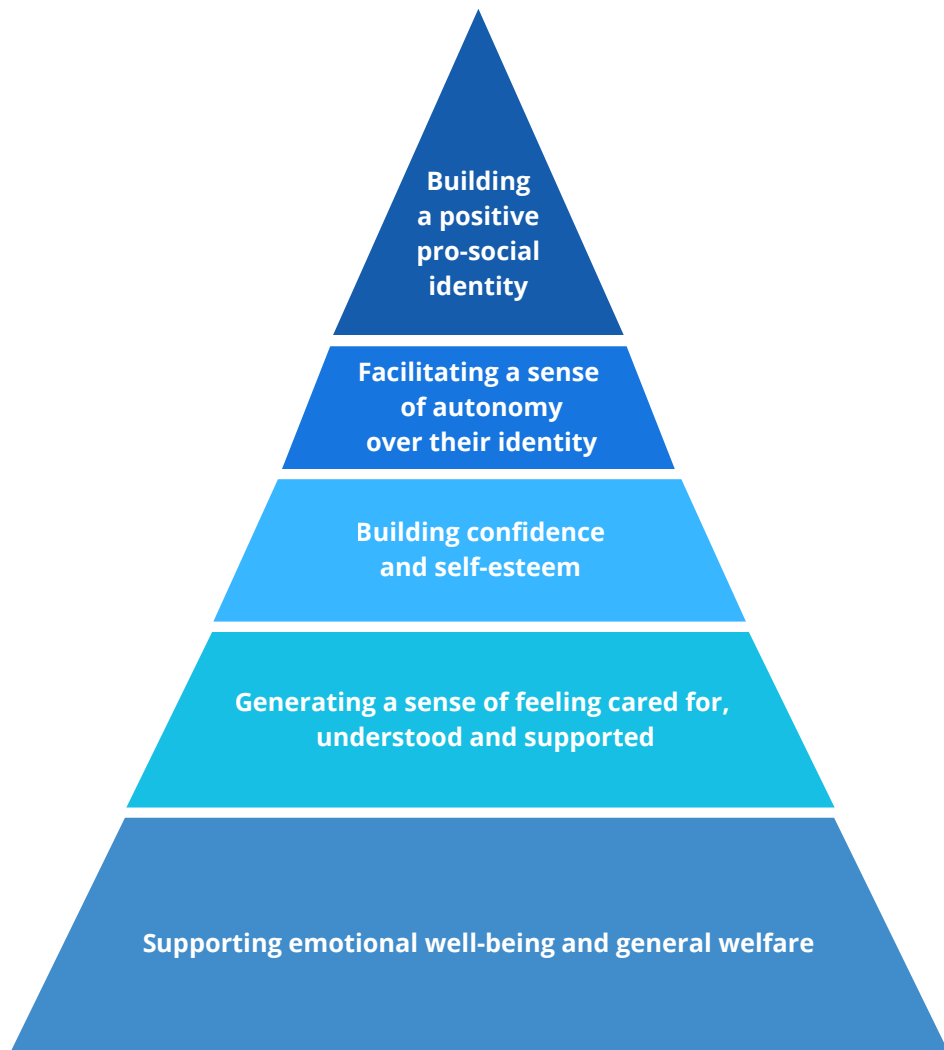 Building
a positive
pro-social
identity
Facilitating a sense
of autonomy
over their identity
Building confidence
and self-esteem
Generating a sense of feeling cared for,
understood and supported
Supporting emotional well-being and general welfare